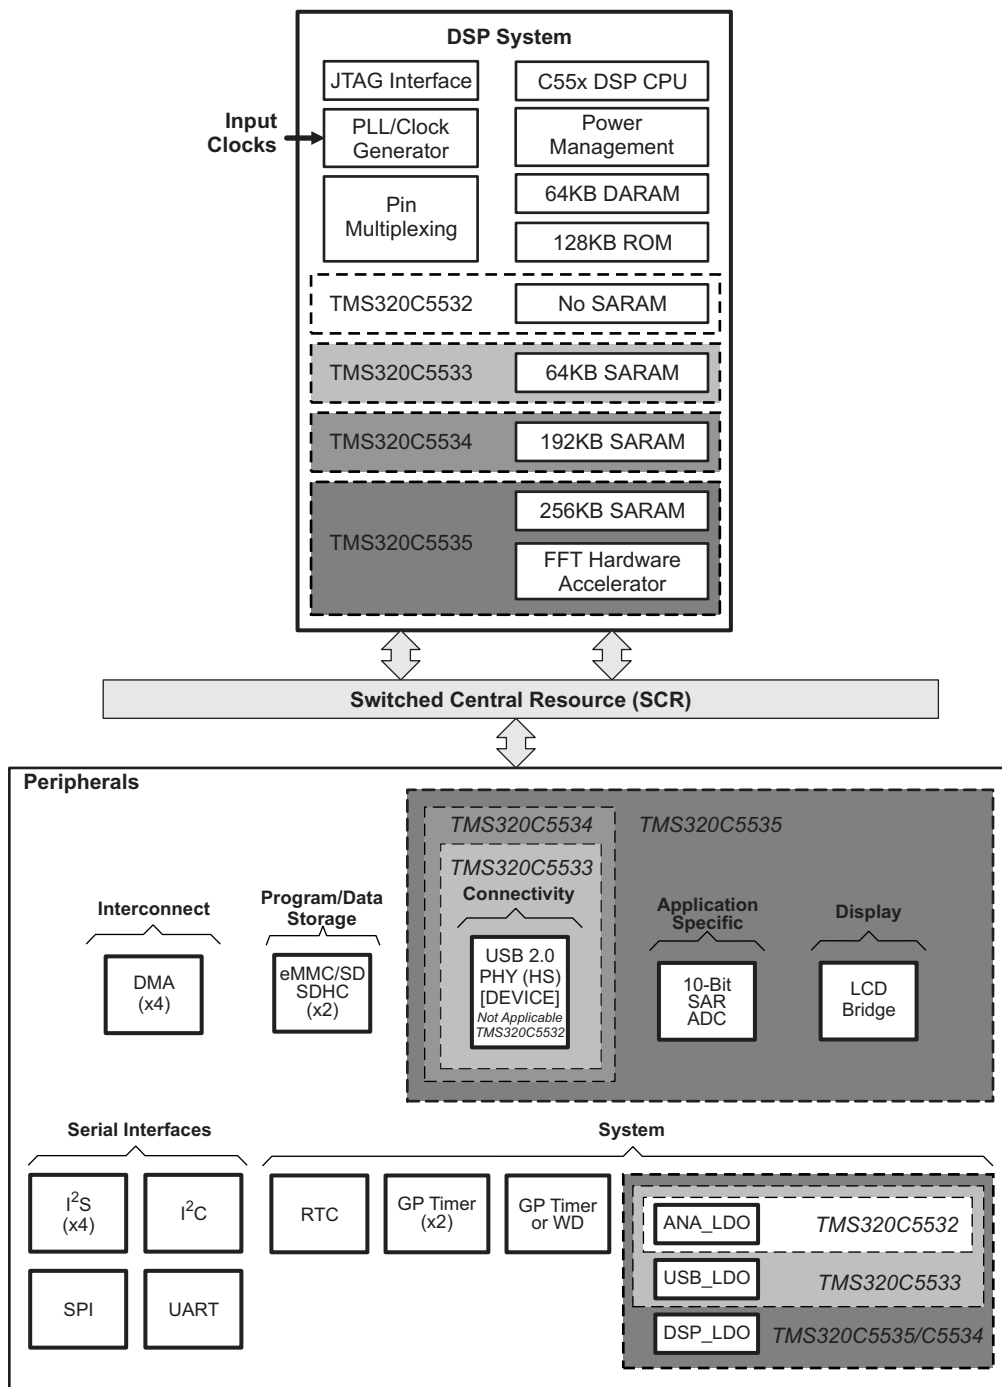 DSP System
JTAG Interface
C55x DSP CPU
Input
Clocks
PLL/Clock
Generator
Power
Management
Pin
Multiplexing
64KB DARAM
128KB ROM
TMS320C5532
No SARAM
TMS320C5533
64KB SARAM
TMS320C5534
192KB SARAM
TMS320C5535
256KB SARAM
FFT Hardware
Accelerator
Switched Central Resource (SCR)
Peripherals
TMS320C5534
TMS320C5535
TMS320C5533
Interconnect
DMA
(x4)
Program/Data
Storage
eMMC/SD
SDHC
(x2)
Connectivity
USB 2.0
PHY (HS)
[DEVICE]
Not Applicable
TMS320C5532
Application
Specific
10-Bit
SAR
ADC
Display
LCD
Bridge
Serial Interfaces
I²S
(x4)
I²C
SPI
UART
System
RTC
GP Timer
(x2)
GP Timer
or WD
ANA_LDO
TMS320C5532
USB_LDO
TMS320C5533
DSP_LDO
TMS320C5535/C5534